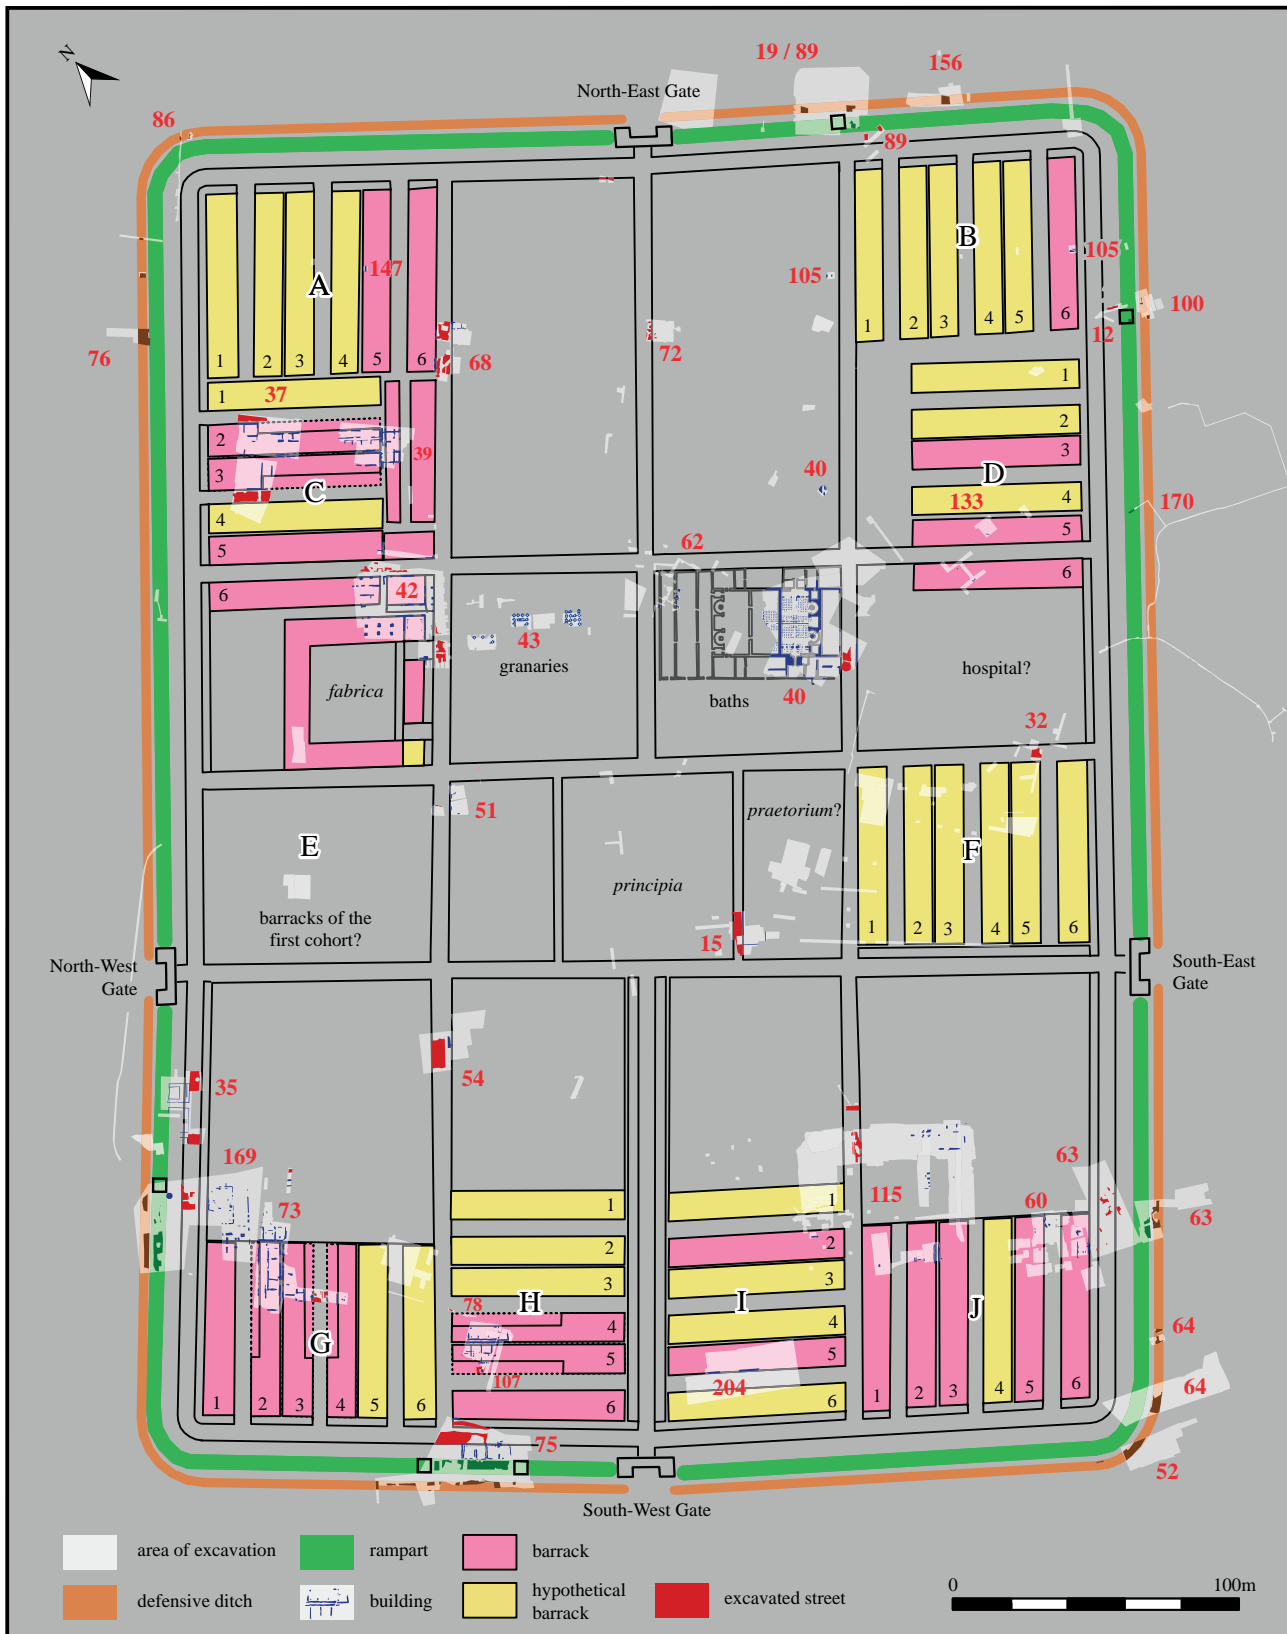 N
19 / 89
North-East Gate
156
86
89
A
B
147
105
105
1 2 3 4 5 6
1 2 3 4 5 6
76
68
72
12
100
1
37
1
2
2
3
39
3
C
40
D
4
133
4
170
5
5
62
6
42
6
43
granaries
fabrica
hospital?
baths
40
32
51
praetorium?
E
F
principia
barracks of the
first cohort?
15
1 2 3 4 5 6
North-West
Gate
South-East
Gate
35
54
169
63
73
1
1
115
60
63
2
2
3
3
78
H
I
J
4
4
64
G
5
5
107
204
64
1 2 3 4 5 6
6
6
1 2 3 4 5 6
75
52
South-West Gate
area of excavation
rampart
barrack
defensive ditch
building
hypothetical
barrack
excavated street
0 100m